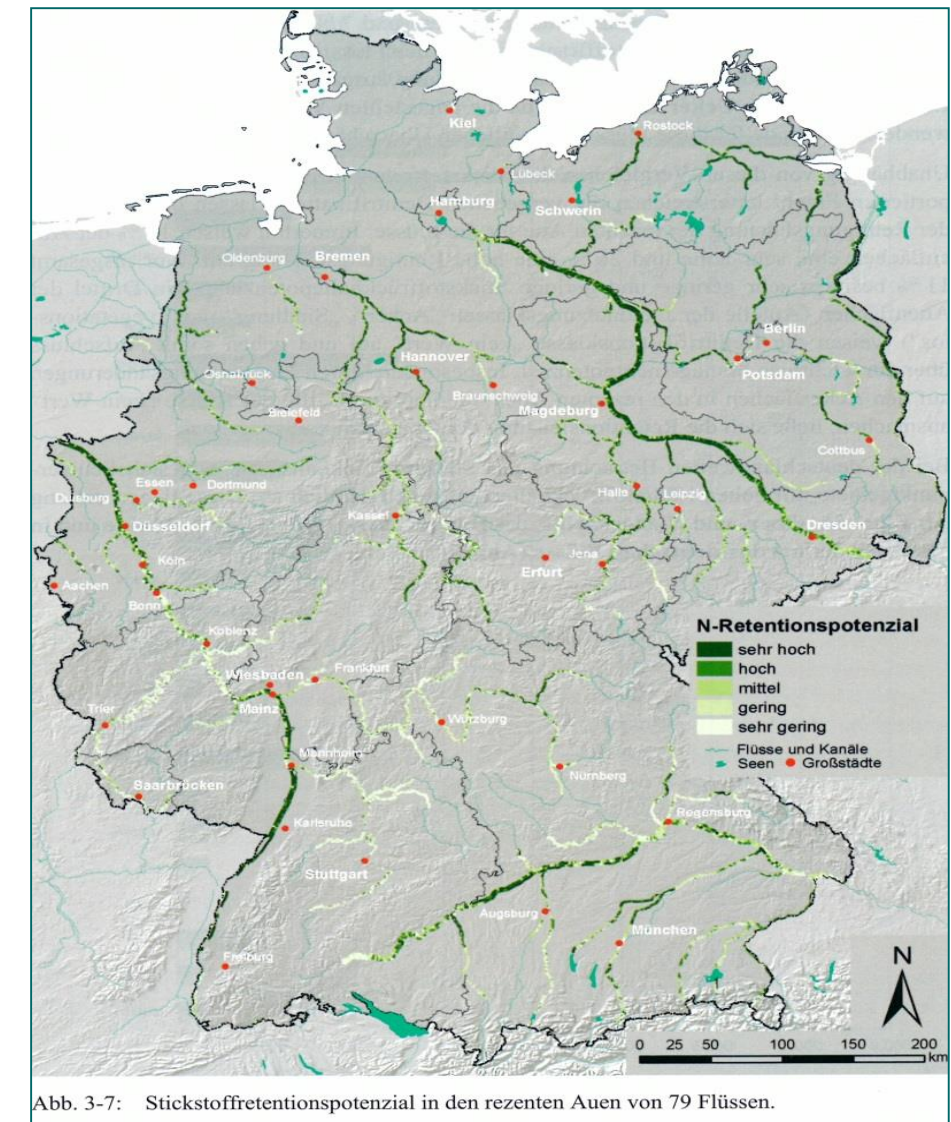 Kiel
Rostock
Lübeck
Hamburg
Schwerin
Oldenburg
Bremen
Berlin
Hannover
Potsdam
Osnabrück
Braunschweig
Magdeburg
Bielefeld
Cottbus
Essen
Dortmund
Duisburg
Halle
Leipzig
Düsseldorf
Kassel
Dresden
Köln
Jena
Erfurt
Aachen
Bonn
Koblenz
N-Retentionspotenzial
sehr hoch
hoch
mittel
gering
sehr gering
Flüsse und Kanäle
Seen
Großstädte
Wiesbaden
Frankfurt
Mainz
Trier
Würzburg
Mannheim
Nürnberg
Saarbrücken
Regensburg
Karlsruhe
Stuttgart
Augsburg
München
Freiburg
N
0 25 50 100 150 200
km
Abb. 3-7: Stickstoffretentionspotenzial in den rezenten Auen von 79 Flüssen.